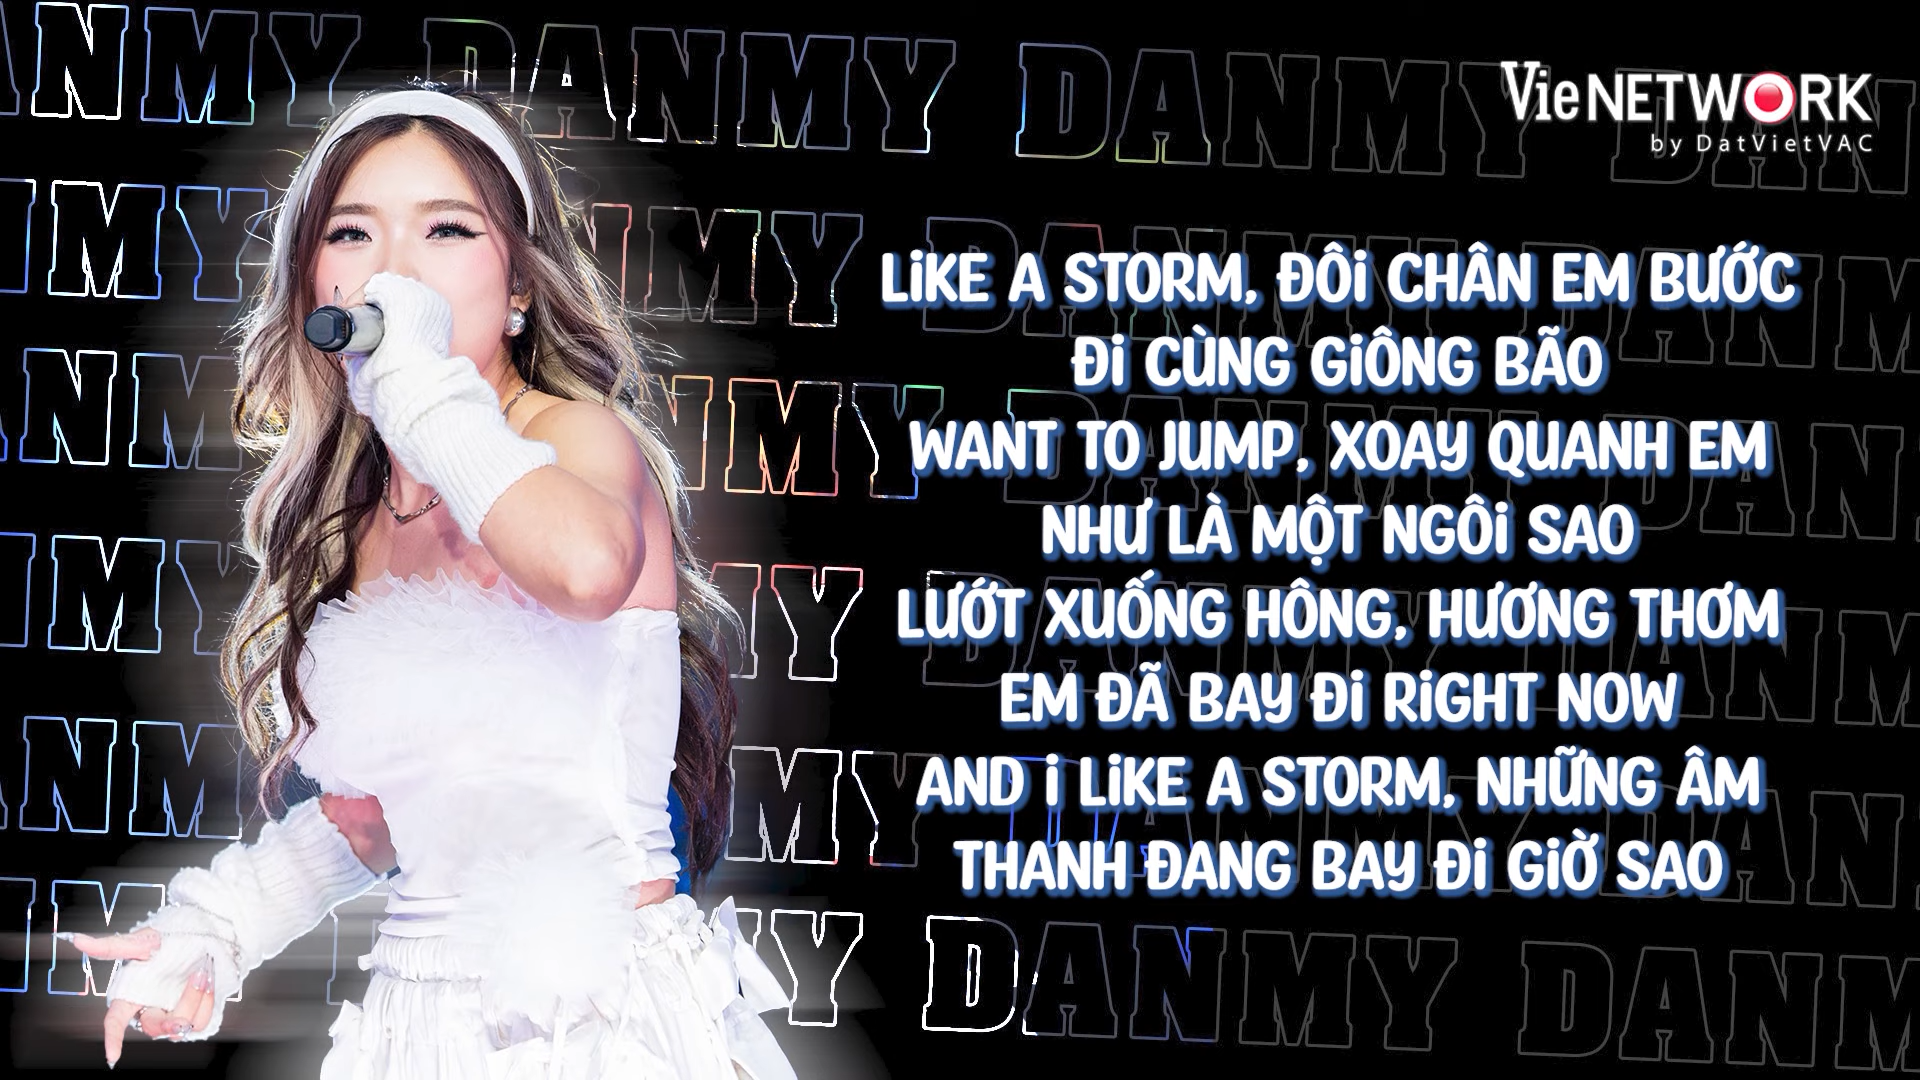 DANMY DANMY DANMY DANMY
VieNETWORK
by DatVietVAC
LiKE A STORM, ĐÔi CHÂN EM BƯỚC
Đi CÙNG GiÔNG BÃO
WANT TO JUMP, XOAY QUANH EM
NHƯ LÀ MỘT NGÔi SAO
LƯỚT XUỐNG HÔNG, HƯƠNG THƠM
EM ĐÃ BAY Đi RiGHT NOW
AND i LiKE A STORM, NHỮNG ÂM
THANH ĐANG BAY Đi GiỜ SAO
DANMY DANMY